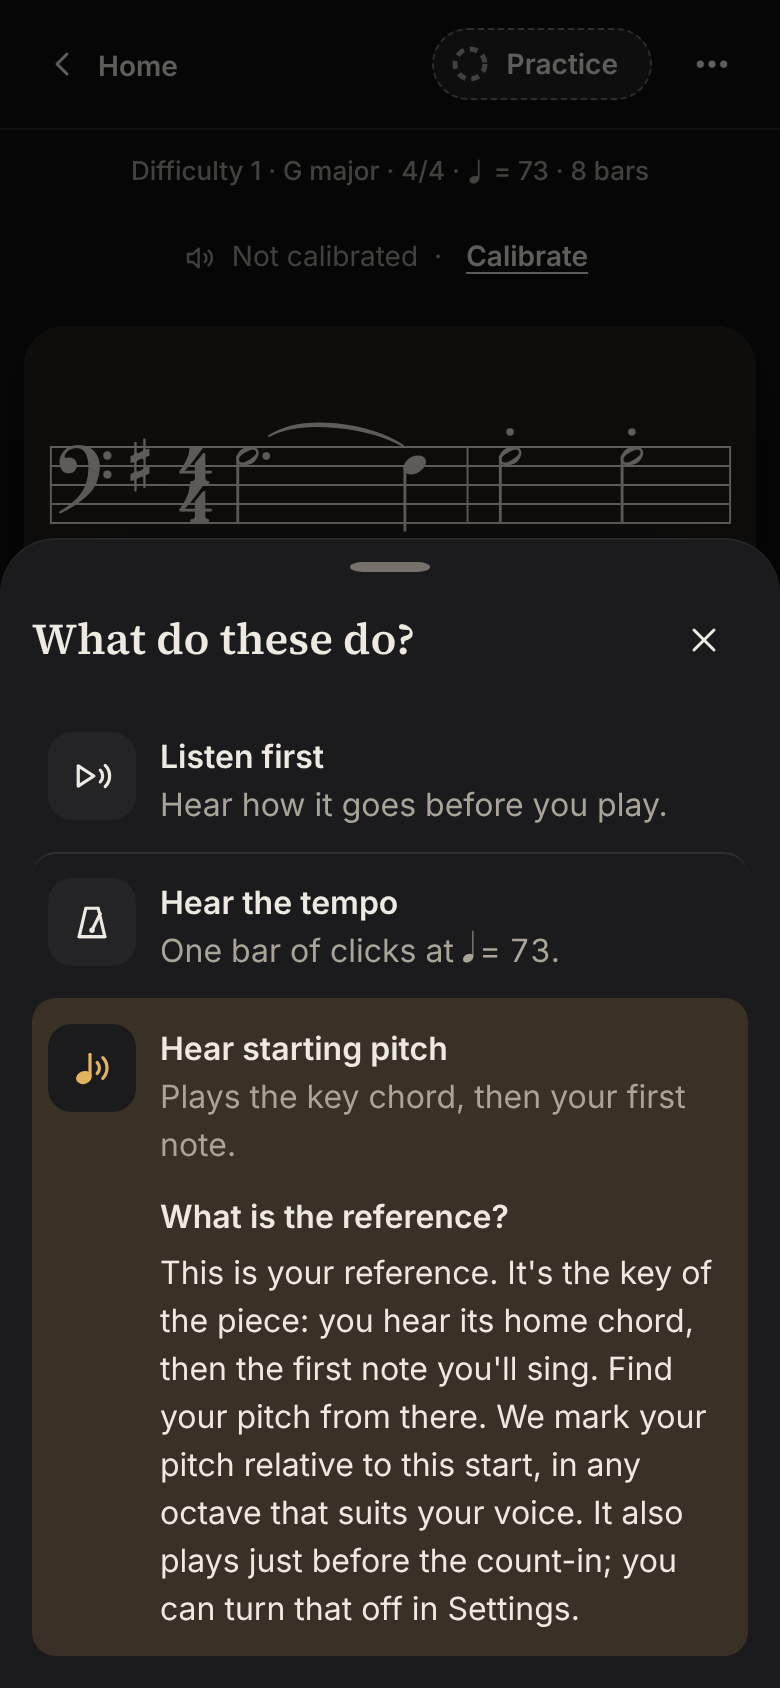 Home
Practice
Difficulty 1 · G major · 4/4 · ♩ = 73 · 8 bars
Not calibrated · Calibrate
4
4
What do these do?
Listen first
Hear how it goes before you play.
Hear the tempo
One bar of clicks at ♩= 73.
Hear starting pitch
Plays the key chord, then your first
note.
What is the reference?
This is your reference. It's the key of
the piece: you hear its home chord,
then the first note you'll sing. Find
your pitch from there. We mark your
pitch relative to this start, in any
octave that suits your voice. It also
plays just before the count-in; you
can turn that off in Settings.